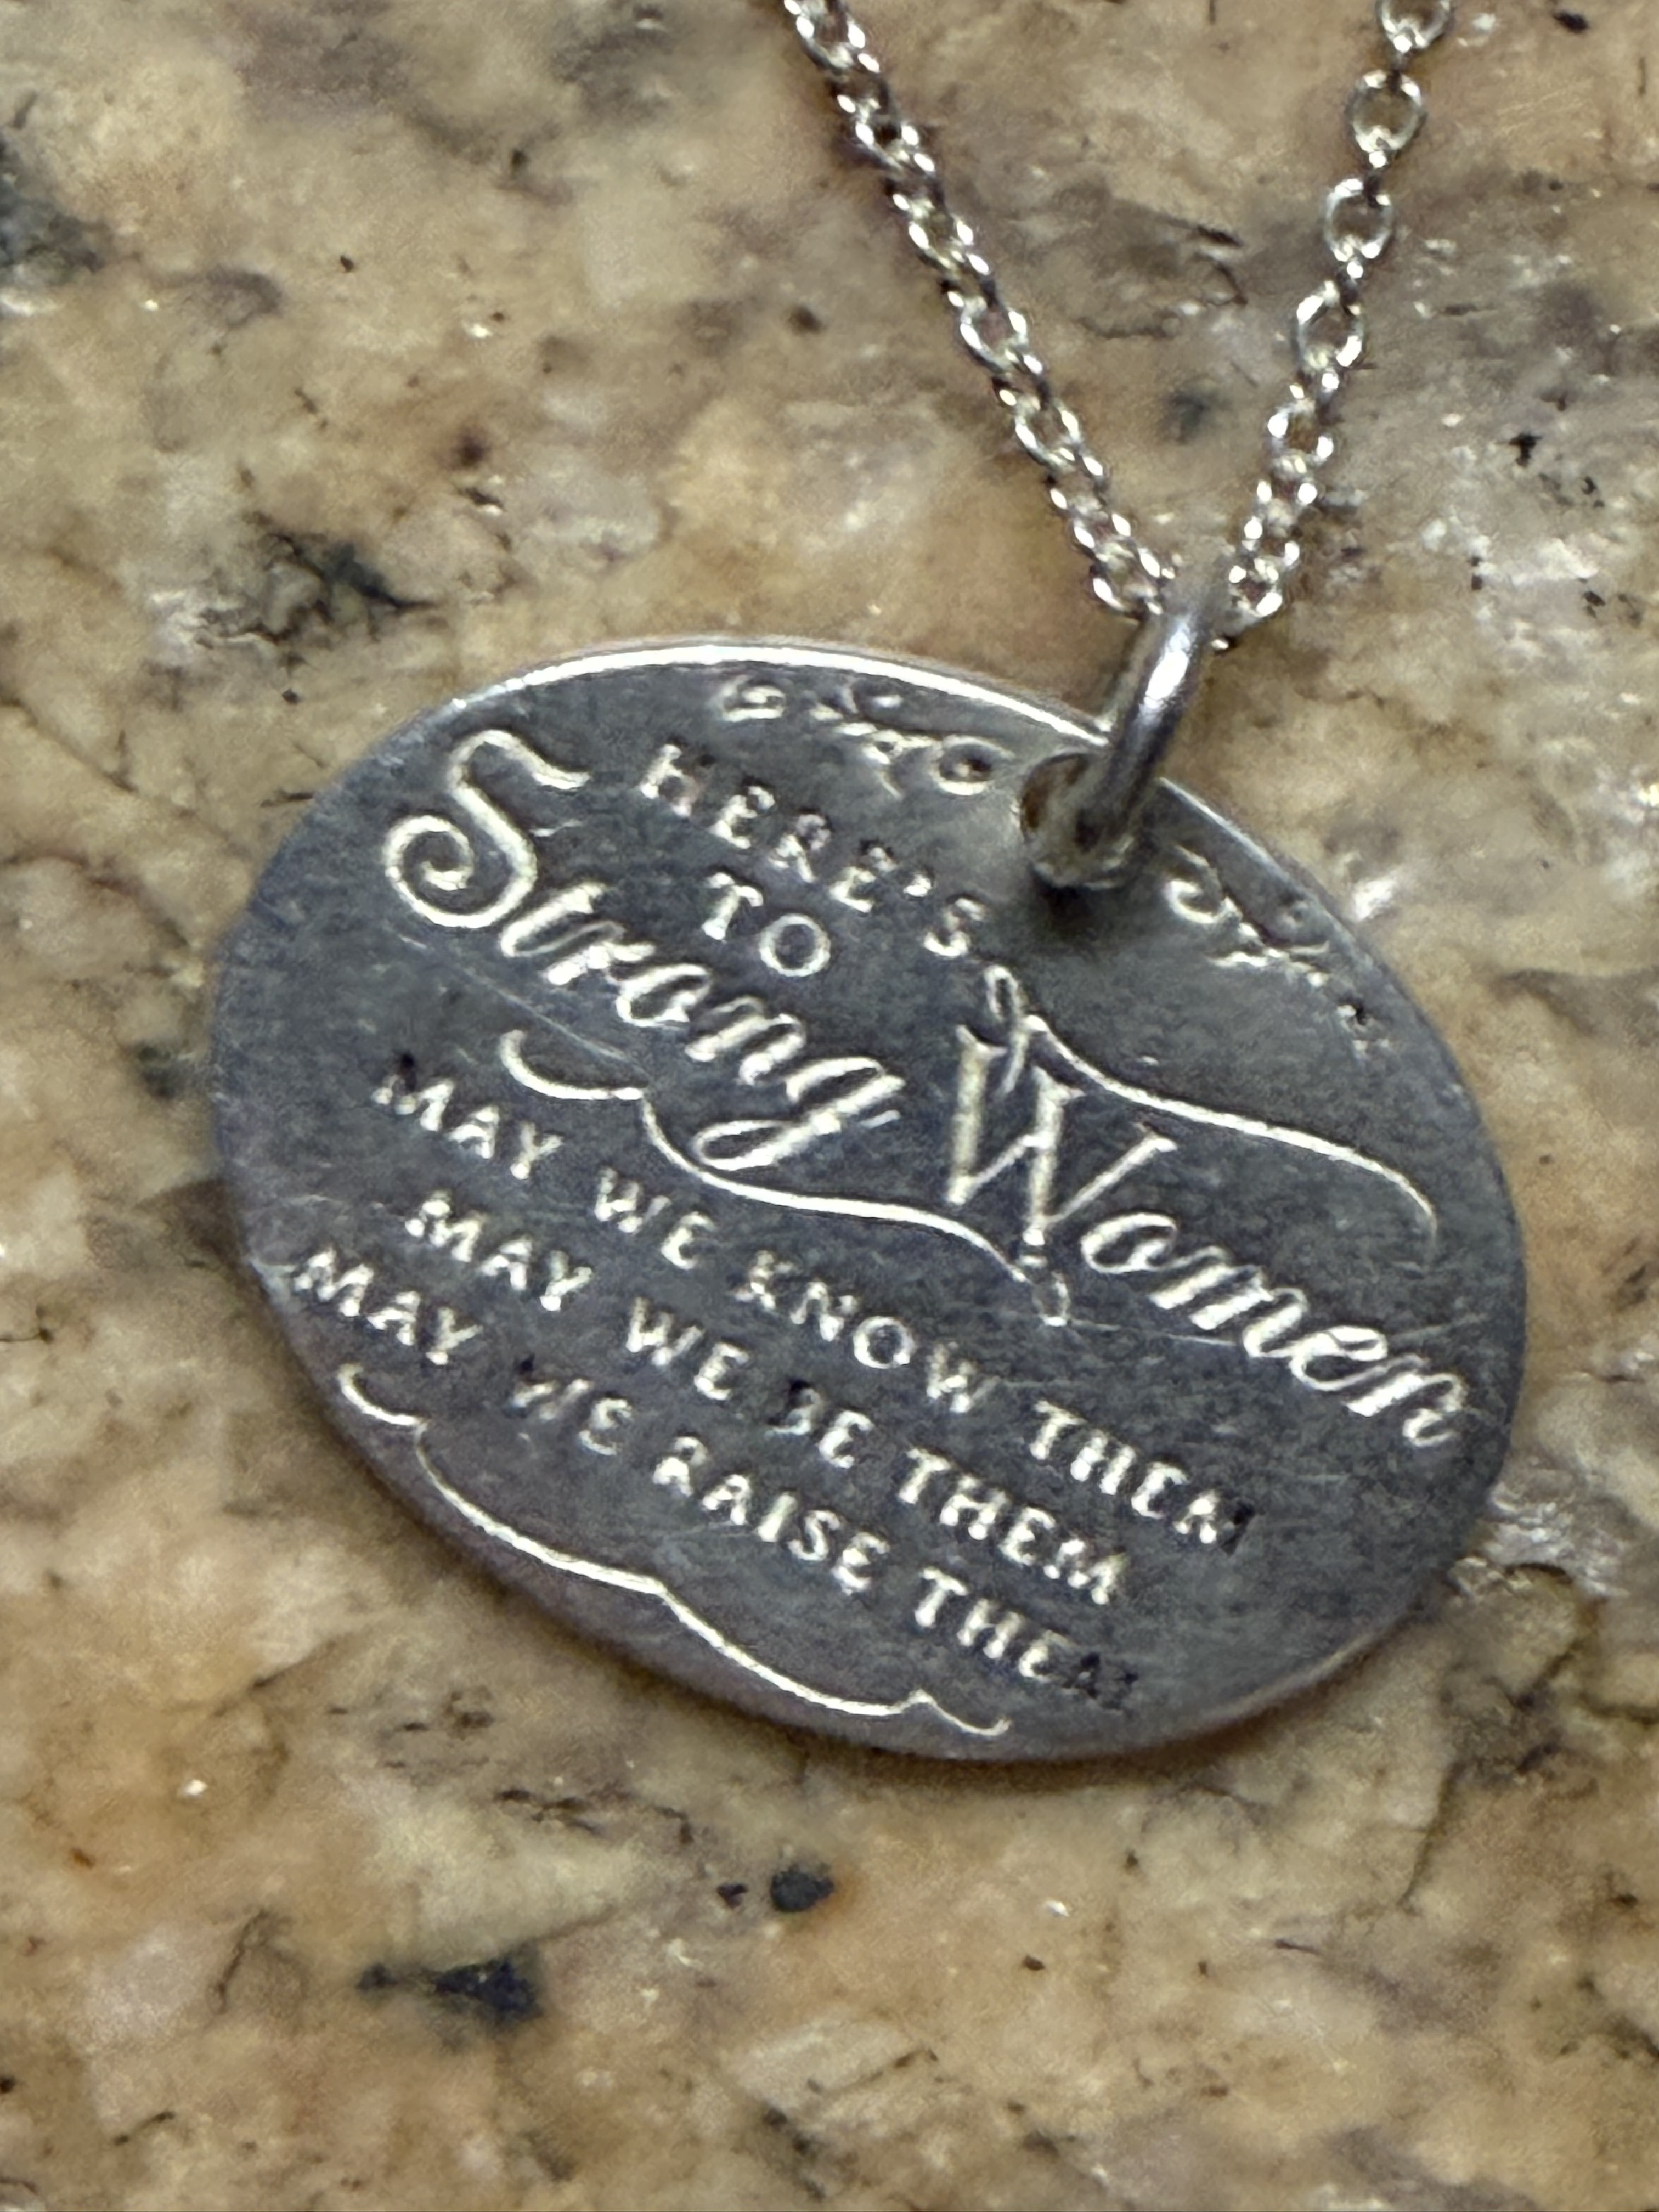 HERE'S
TO
Strong Women
MAY WE KNOW THEM
MAY WE BE THEM
MAY WE RAISE THEM